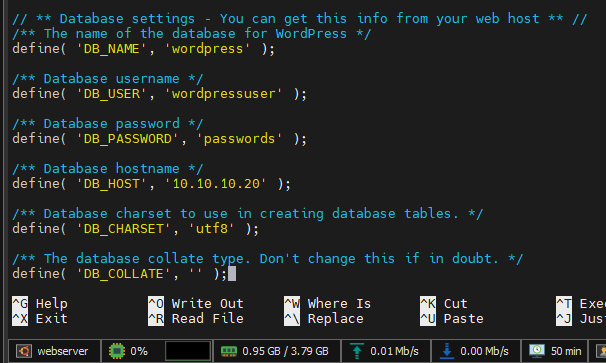 // ** Database settings - You can get this info from your web host ** //
/** The name of the database for WordPress */
define( 'DB_NAME', 'wordpress' );
/** Database username */
define( 'DB_USER', 'wordpressuser' );
/** Database password */
define( 'DB_PASSWORD', 'passwords' );
/** Database hostname */
define( 'DB_HOST', '10.10.10.20' );
/** Database charset to use in creating database tables. */
define( 'DB_CHARSET', 'utf8' );
/** The database collate type. Don't change this if in doubt. */
define( 'DB_COLLATE', '' );
^G Help ^O Write Out ^W Where Is ^K Cut ^T Exe
^X Exit ^R Read File ^\ Replace ^U Paste ^J Jus
webserver 0% 0.95 GB / 3.79 GB 0.01 Mb/s 0.00 Mb/s 50 min